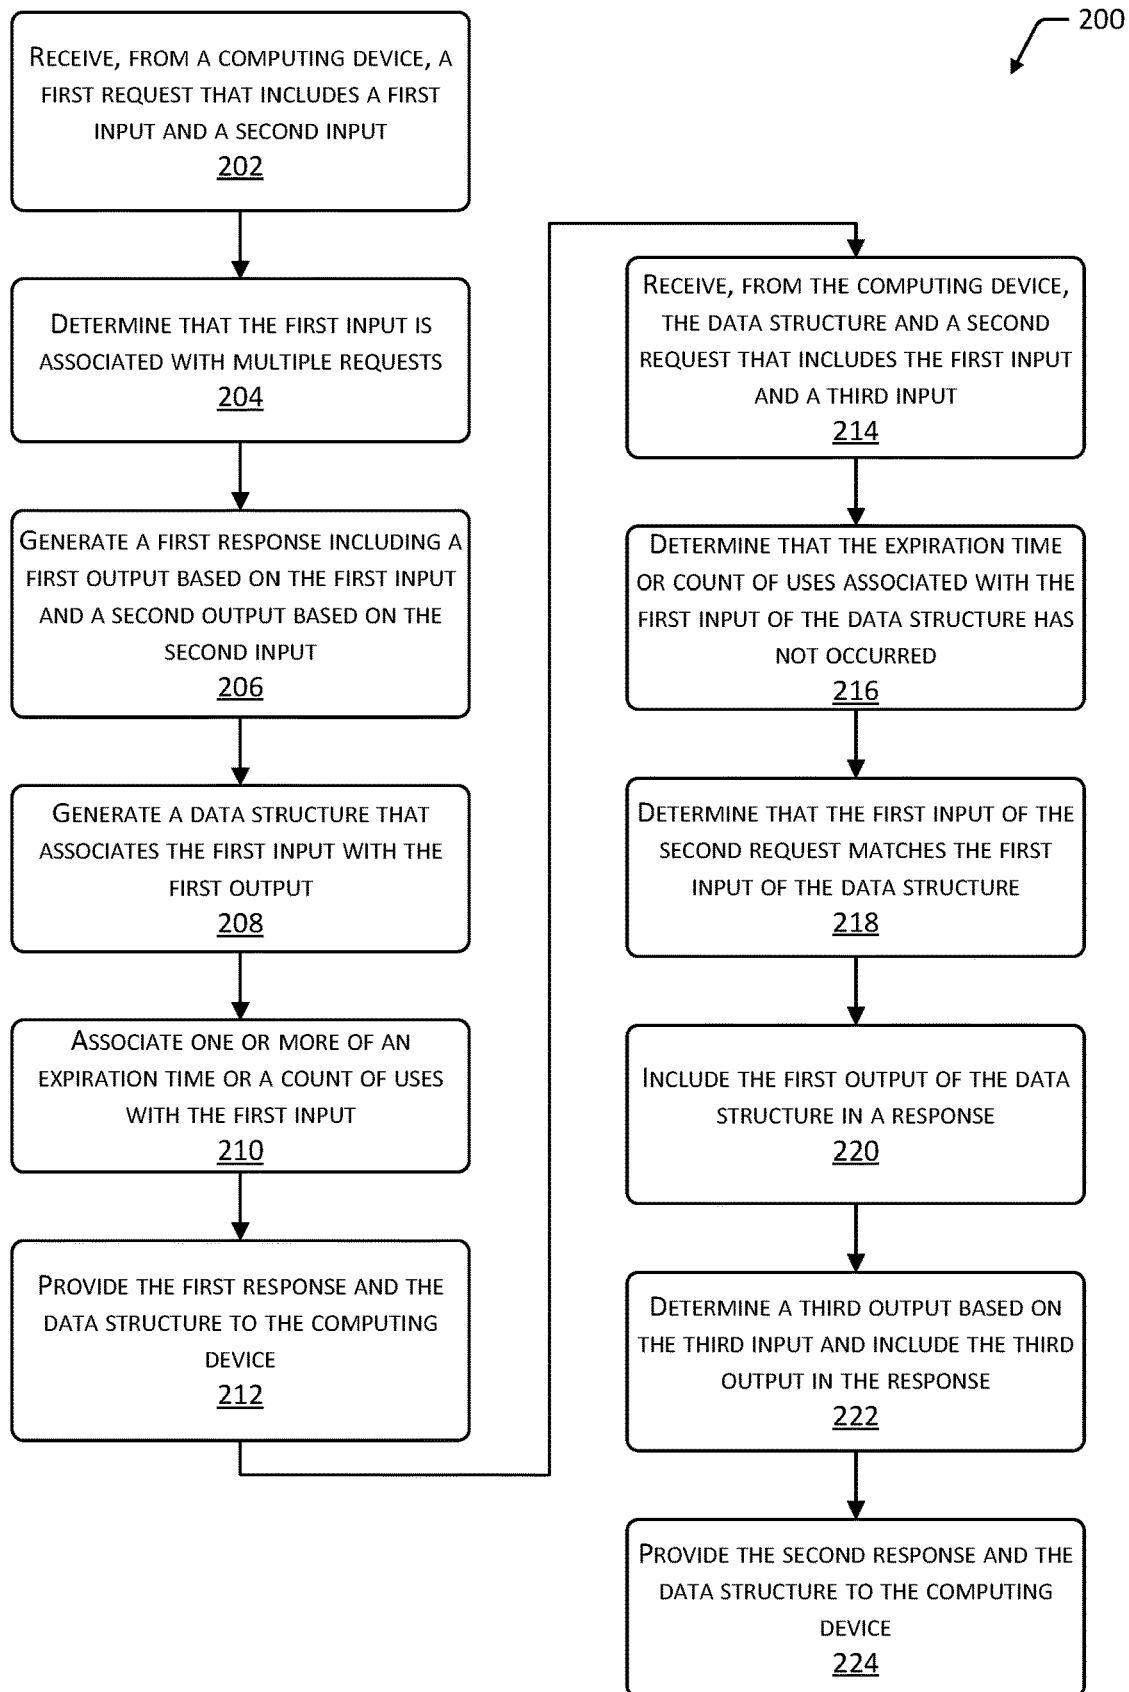 200
RECEIVE, FROM A COMPUTING DEVICE, A
FIRST REQUEST THAT INCLUDES A FIRST
INPUT AND A SECOND INPUT
202
DETERMINE THAT THE FIRST INPUT IS
ASSOCIATED WITH MULTIPLE REQUESTS
204
GENERATE A FIRST RESPONSE INCLUDING A
FIRST OUTPUT BASED ON THE FIRST INPUT
AND A SECOND OUTPUT BASED ON THE
SECOND INPUT
206
GENERATE A DATA STRUCTURE THAT
ASSOCIATES THE FIRST INPUT WITH THE
FIRST OUTPUT
208
ASSOCIATE ONE OR MORE OF AN
EXPIRATION TIME OR A COUNT OF USES
WITH THE FIRST INPUT
210
PROVIDE THE FIRST RESPONSE AND THE
DATA STRUCTURE TO THE COMPUTING
DEVICE
212
RECEIVE, FROM THE COMPUTING DEVICE,
THE DATA STRUCTURE AND A SECOND
REQUEST THAT INCLUDES THE FIRST INPUT
AND A THIRD INPUT
214
DETERMINE THAT THE EXPIRATION TIME
OR COUNT OF USES ASSOCIATED WITH THE
FIRST INPUT OF THE DATA STRUCTURE HAS
NOT OCCURRED
216
DETERMINE THAT THE FIRST INPUT OF THE
SECOND REQUEST MATCHES THE FIRST
INPUT OF THE DATA STRUCTURE
218
INCLUDE THE FIRST OUTPUT OF THE DATA
STRUCTURE IN A RESPONSE
220
DETERMINE A THIRD OUTPUT BASED ON
THE THIRD INPUT AND INCLUDE THE THIRD
OUTPUT IN THE RESPONSE
222
PROVIDE THE SECOND RESPONSE AND THE
DATA STRUCTURE TO THE COMPUTING
DEVICE
224